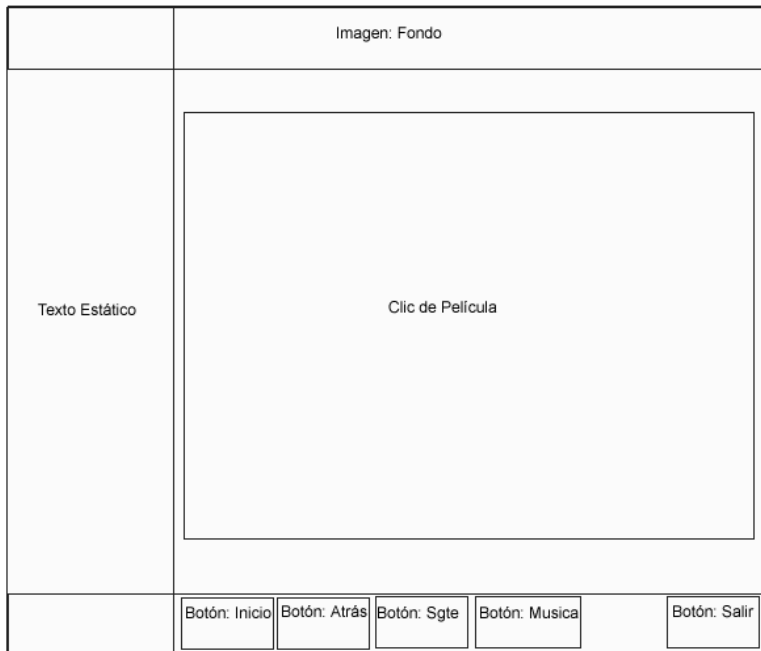 Imagen: Fondo
Texto Estático
Clic de Película
Botón: Inicio
Botón: Atrás
Botón: Sgte
Botón: Musica
Botón: Salir